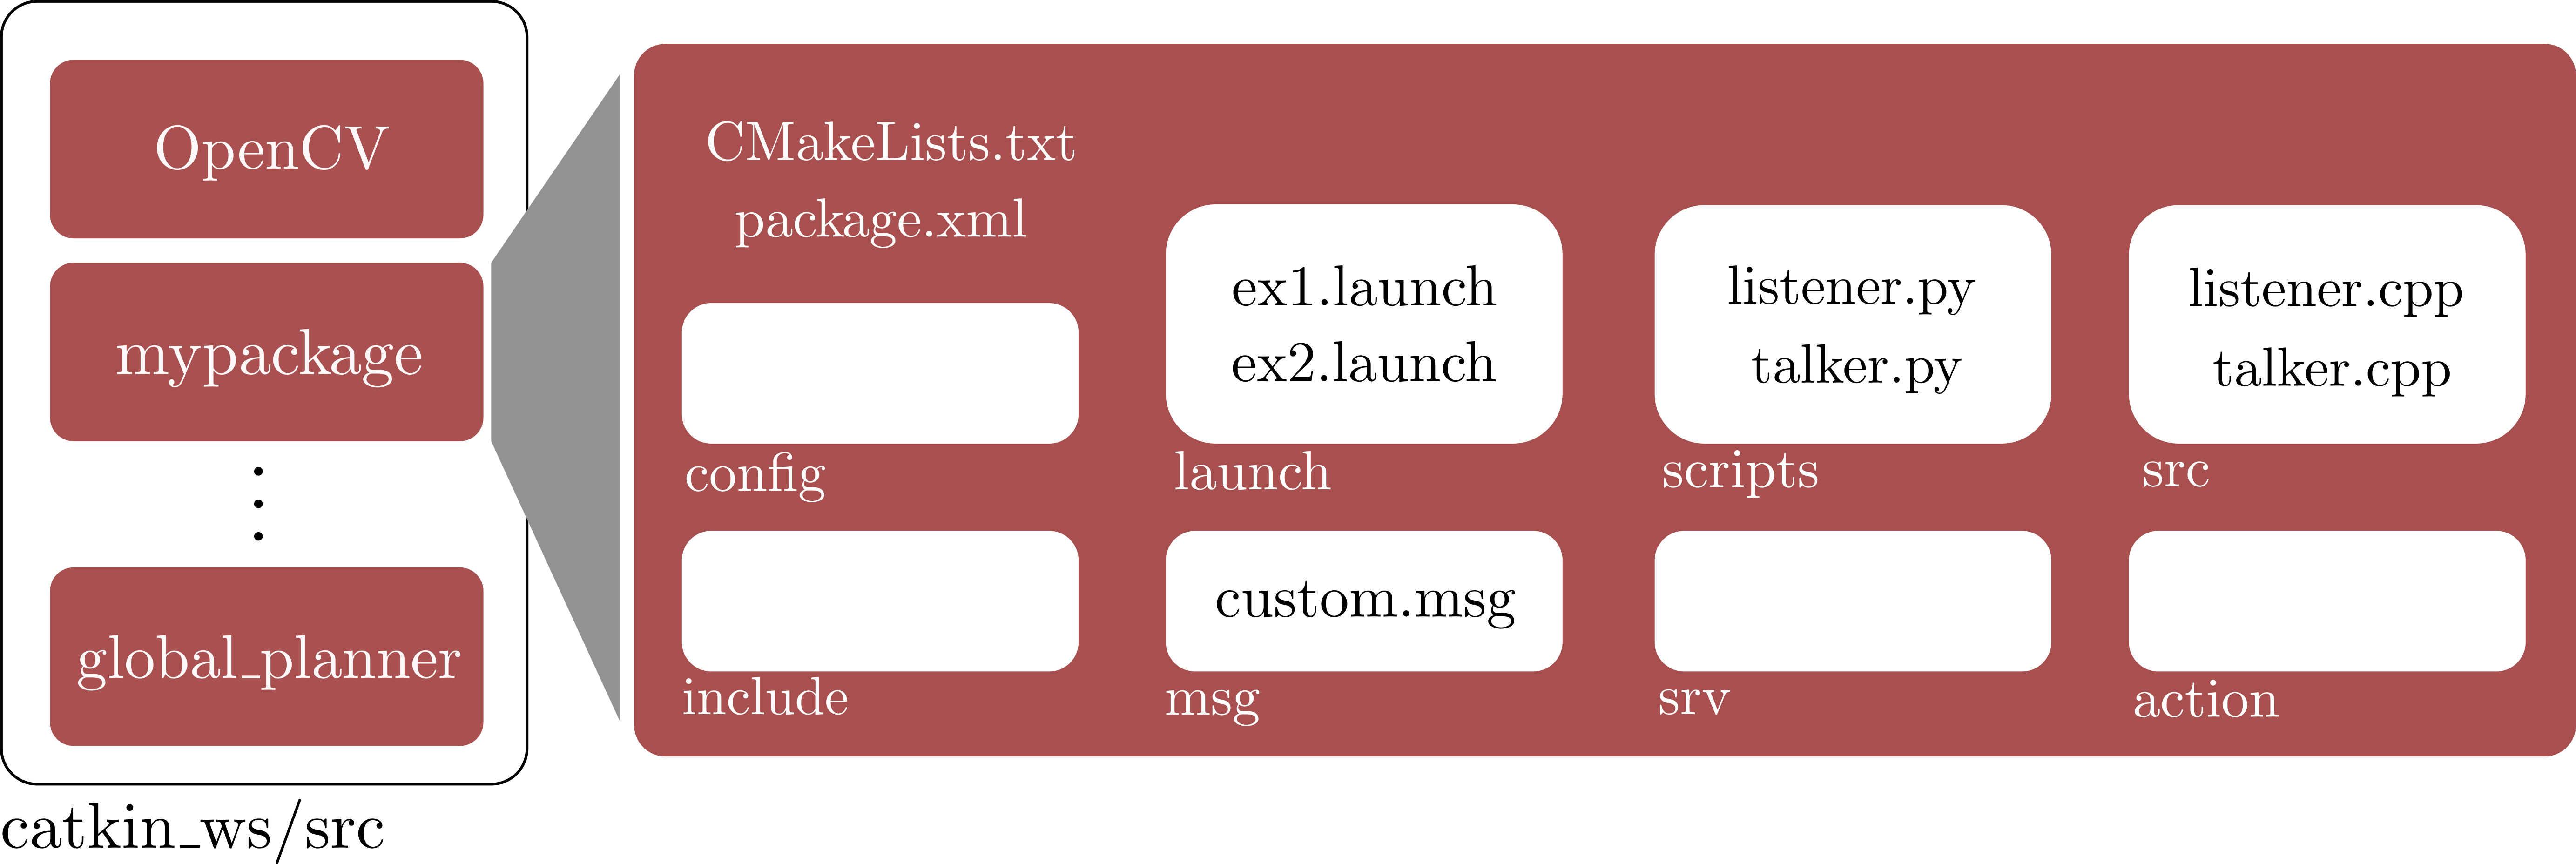 OpenCV
mypackage
global_planner
catkin_ws/src
CMakeLists.txt
package.xml
config
ex1.launch
ex2.launch
launch
listener.py
talker.py
scripts
listener.cpp
talker.cpp
src
include
custom.msg
msg
srv
action